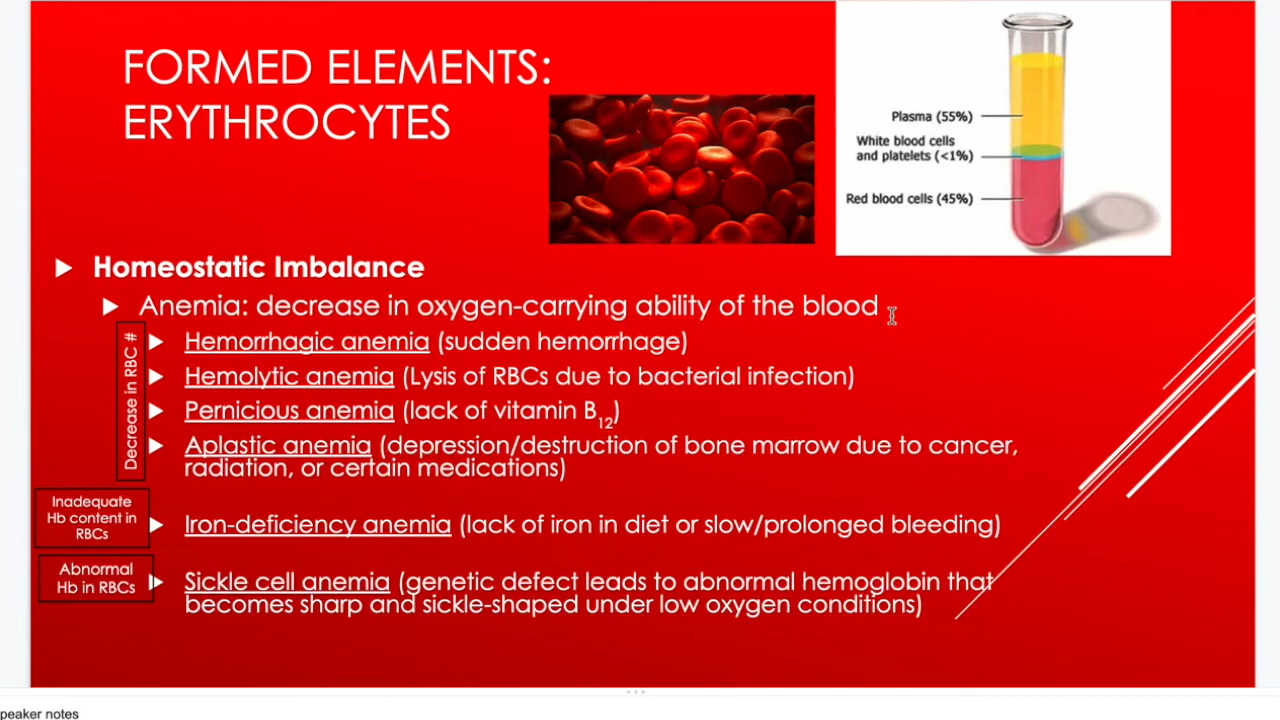 FORMED ELEMENTS:
ERYTHROCYTES
Plasma (55%)
White blood cells
and platelets (<1%)
Red blood cells (45%)
Homeostatic Imbalance
Anemia: decrease in oxygen-carrying ability of the blood
Decrease in RBC #
Hemorrhagic anemia (sudden hemorrhage)
Hemolytic anemia (Lysis of RBCs due to bacterial infection)
Pernicious anemia (lack of vitamin B12)
Aplastic anemia (depression/destruction of bone marrow due to cancer,
radiation, or certain medications)
Inadequate
Hb content in
RBCs
Iron-deficiency anemia (lack of iron in diet or slow/prolonged bleeding)
Abnormal
Hb in RBCs
Sickle cell anemia (genetic defect leads to abnormal hemoglobin that
becomes sharp and sickle-shaped under low oxygen conditions)
peaker notes